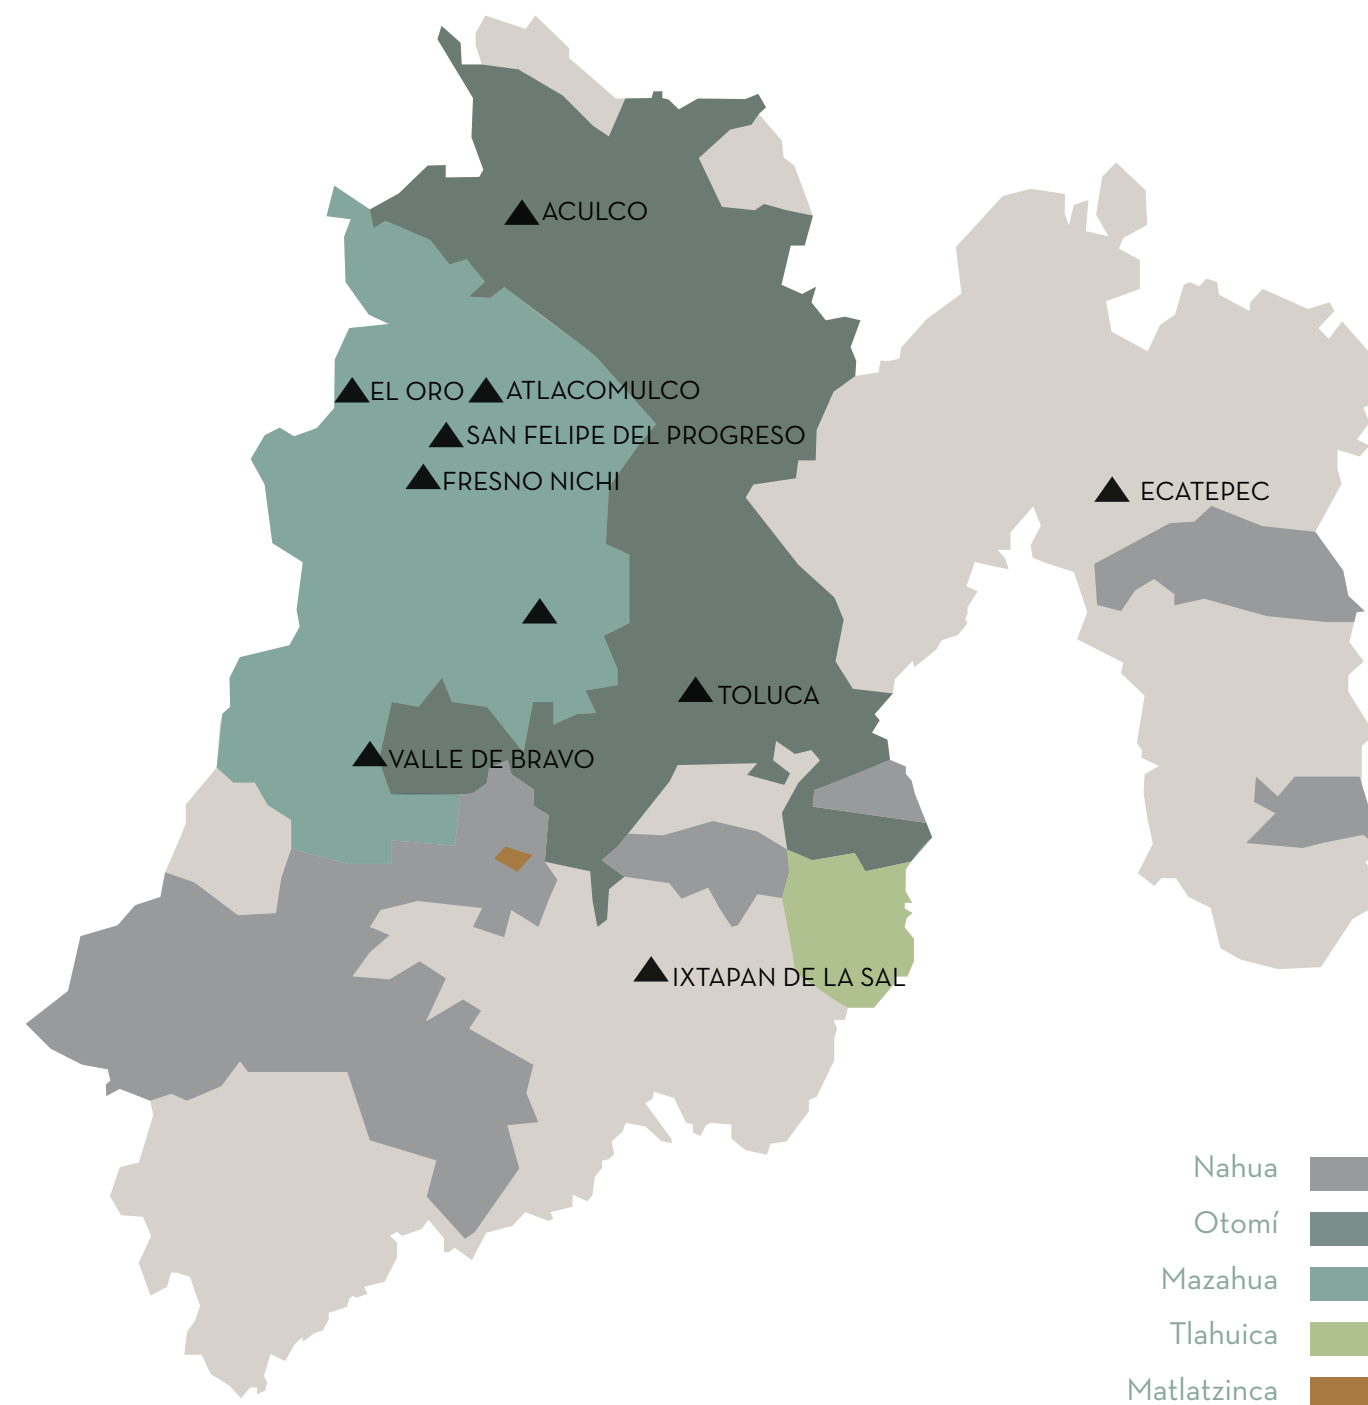 ACULCO
EL ORO
ATLACOMULCO
SAN FELIPE DEL PROGRESO
FRESNO NICHI
ECATEPEC
TOLUCA
VALLE DE BRAVO
IXTAPAN DE LA SAL
Nahua
Otomí
Mazahua
Tlahuica
Matlatzinca